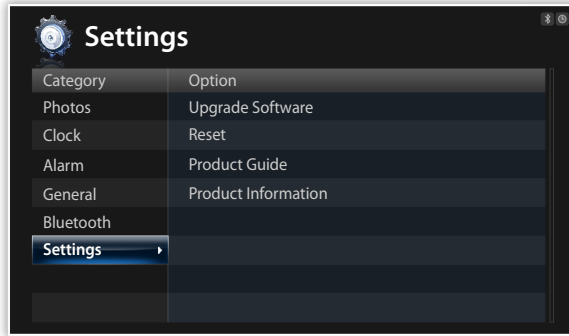 Settings
Category Option
Photos Upgrade Software
Clock Reset
Alarm Product Guide
General Product Information
Bluetooth
Settings